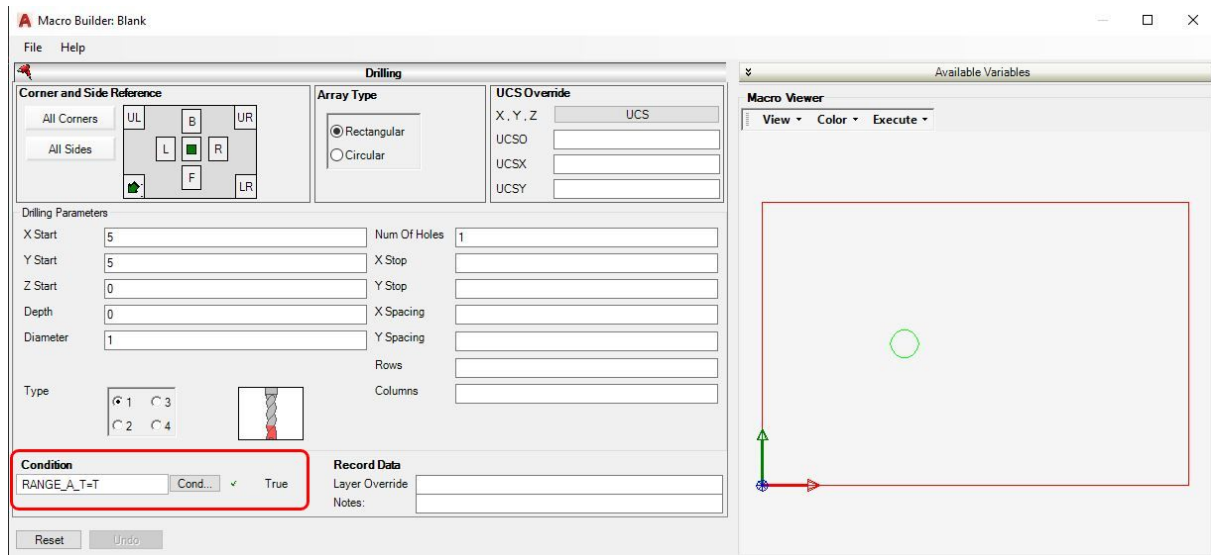 Macro Builder: Blank
File Help
Drilling
Available Variables
Corner and Side Reference
All Corners
All Sides
UL B UR
L R
F LR
Array Type
Rectangular
Circular
UCS Override
X, Y, Z UCS
UCSO
UCSX
UCSY
Macro Viewer
View Color Execute
Drilling Parameters
X Start 5
Y Start 5
Z Start 0
Depth 0
Diameter 1
Num Of Holes 1
X Stop
Y Stop
X Spacing
Y Spacing
Rows
Columns
Type
1 3
2 4
Condition
RANGE_A_T=T Cond... True
Record Data
Layer Override
Notes:
Reset Undo